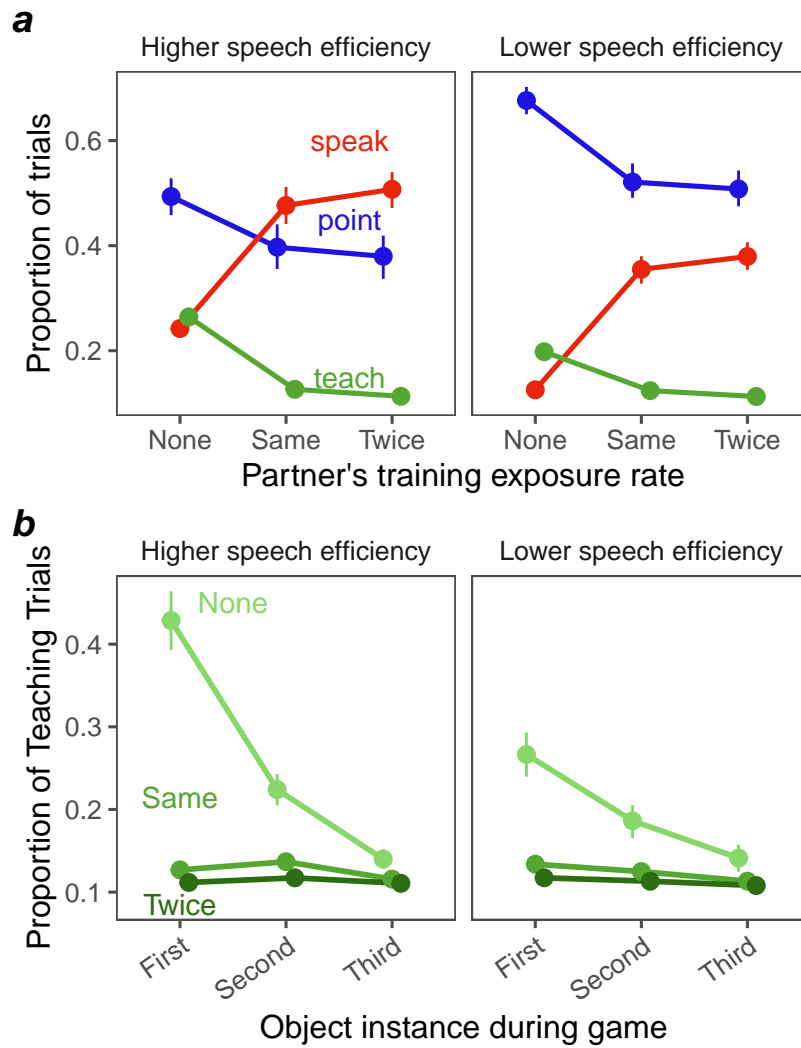 a
Higher speech efficiency
Lower speech efficiency
Proportion of trials
0.6
0.4
0.2
speak
point
teach
None
Same
Twice
None
Same
Twice
Partner's training exposure rate
b
Higher speech efficiency
Lower speech efficiency
Proportion of Teaching Trials
0.4
0.3
0.2
0.1
None
Same
Twice
First
Second
Third
First
Second
Third
Object instance during game